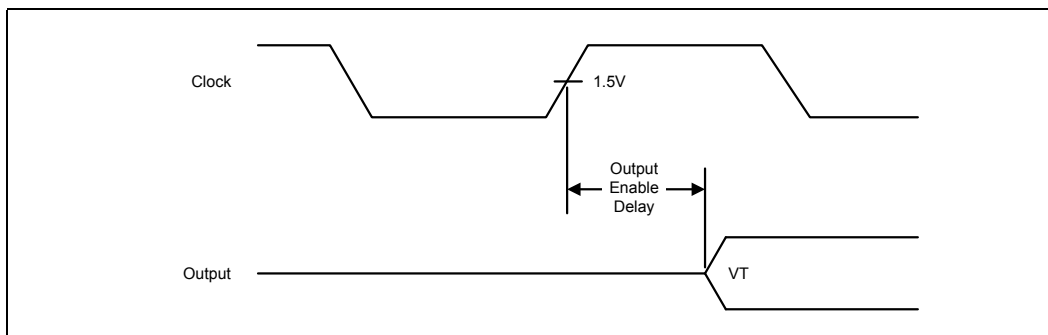 Clock
1.5V
Output
Enable
Delay
Output
VT